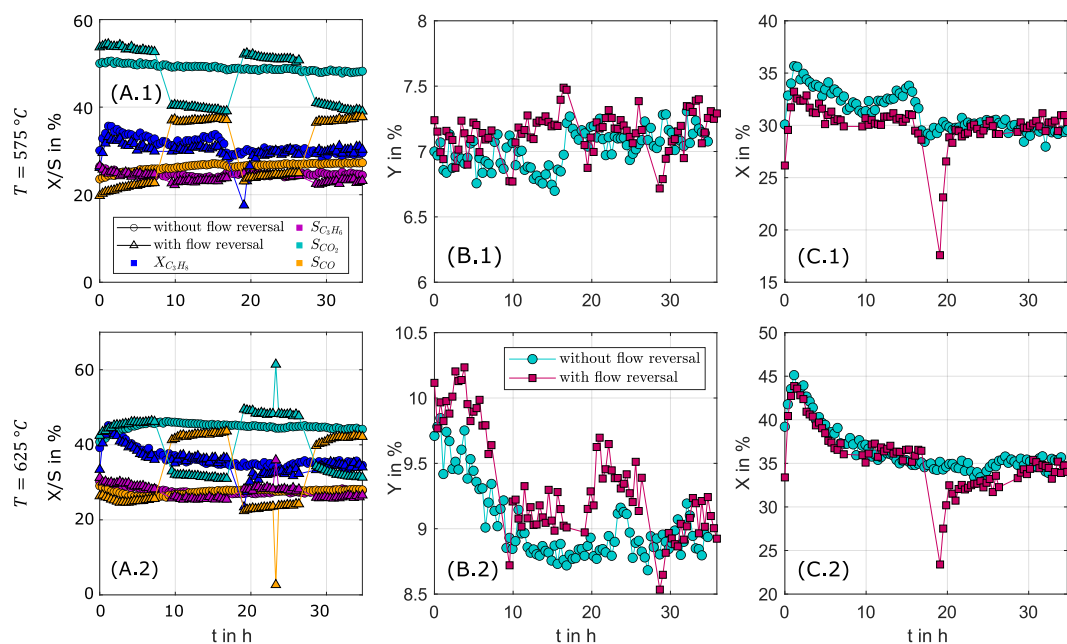 T = 575 °C
X/S in %
60
40
20
0
(A.1)
without flow reversal
with flow reversal
X_{C_3H_8}
S_{C_3H_6}
S_{CO_2}
S_{CO}
0 10 20 30
Y in %
8
7.5
7
6.5
6
(B.1)
0 10 20 30
X in %
40
35
30
25
20
15
(C.1)
0 10 20 30
T = 625 °C
X/S in %
60
40
20
0
(A.2)
0 10 20 30
t in h
Y in %
10.5
10
9.5
9
8.5
without flow reversal
with flow reversal
(B.2)
0 10 20 30
t in h
X in %
50
45
40
35
30
25
20
(C.2)
0 10 20 30
t in h